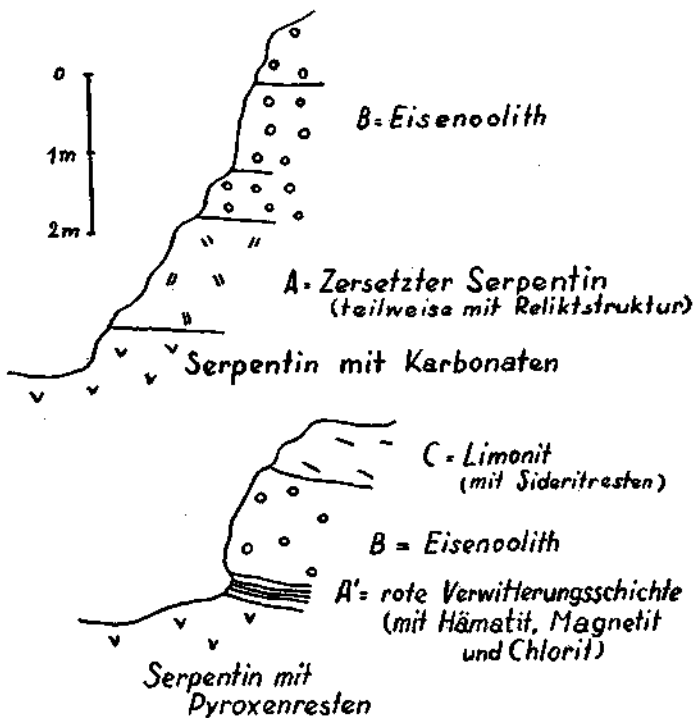 0
1m
2m
B = Eisenoolith
A = Zersetzter Serpentin
(teilweise mit Reliktstruktur)
Serpentin mit Karbonaten
C = Limonit
(mit Sideritresten)
B = Eisenoolith
A' = rote Verwitterungsschichte
(mit Hämatit, Magnetit
und Chlorit)
Serpentin mit
Pyroxenresten